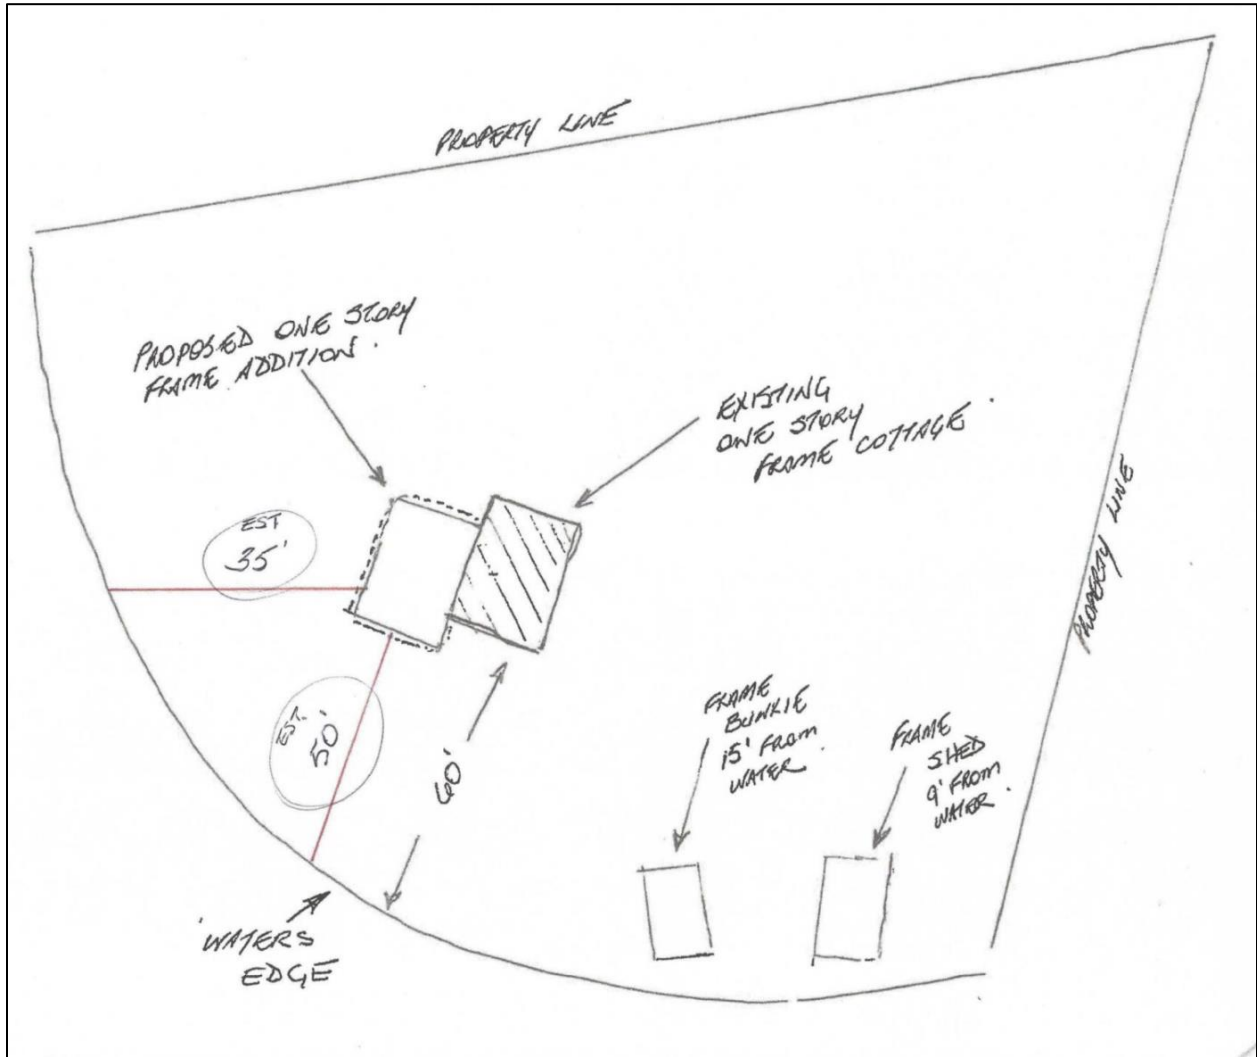 PROPERTY LINE
PROPOSED ONE STORY
FRAME ADDITION.
EXISTING
ONE STORY
FRAME COTTAGE.
PROPERTY LINE
EST
35'
EST.
50'
60'
FRAME
BUNKIE
15' FROM
WATER.
FRAME
SHED
9' FROM
WATER.
WATERS
EDGE